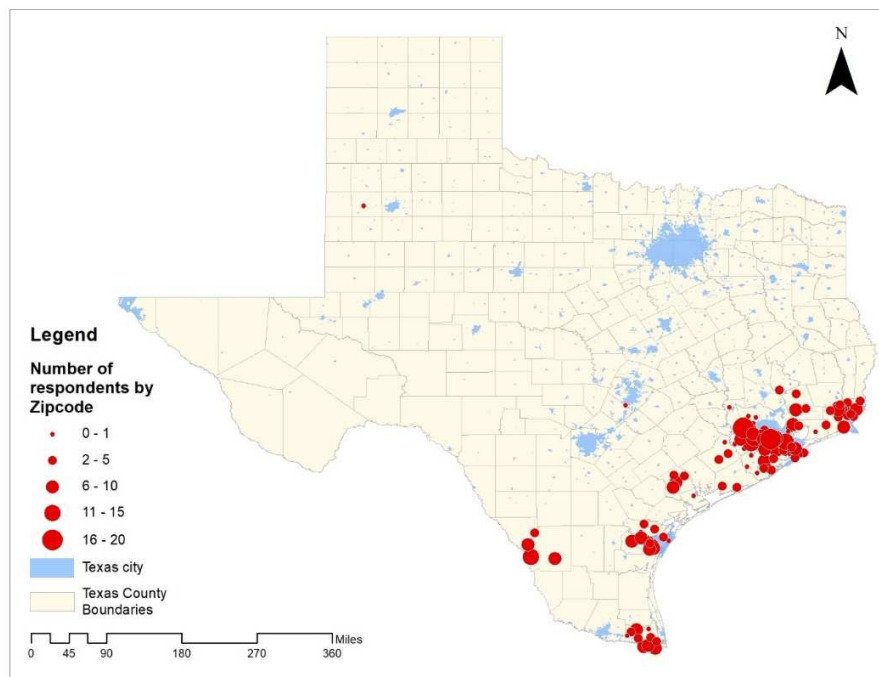 N
Legend
Number of
respondents by
Zipcode
0 - 1
2 - 5
6 - 10
11 - 15
16 - 20
Texas city
Texas County
Boundaries
Miles
0 45 90 180 270 360